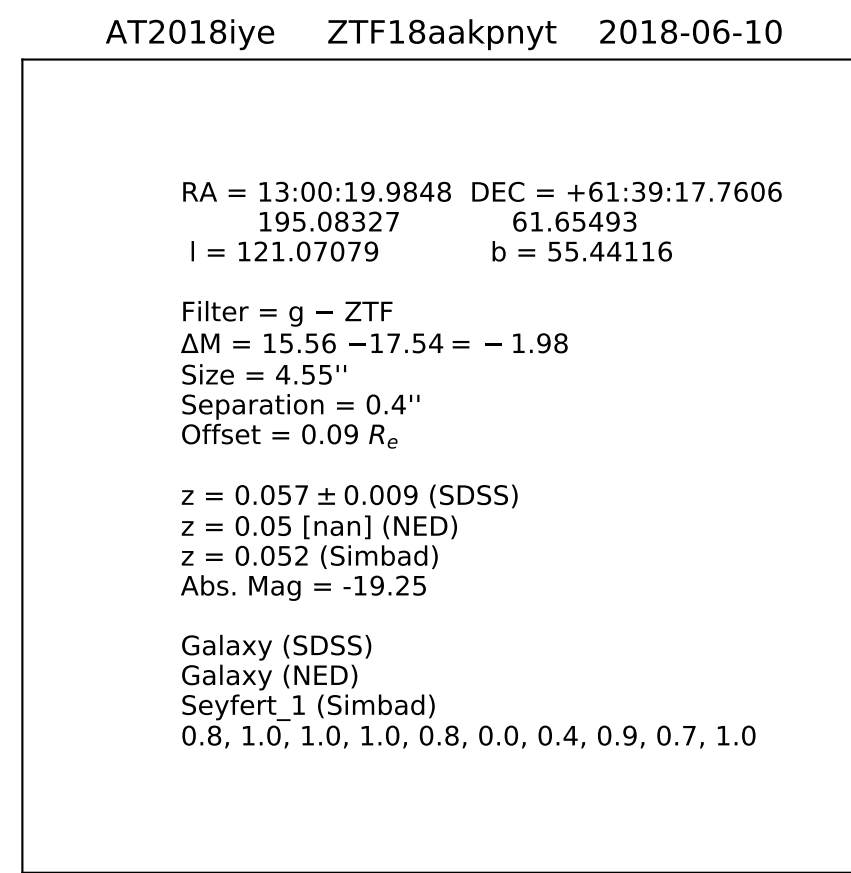 AT2018iye ZTF18aakpnyt 2018-06-10
RA = 13:00:19.9848 DEC = +61:39:17.7606
195.08327 61.65493
l = 121.07079 b = 55.44116
Filter = g − ZTF
ΔM = 15.56 −17.54 = − 1.98
Size = 4.55''
Separation = 0.4''
Offset = 0.09 Rₑ
z = 0.057 ± 0.009 (SDSS)
z = 0.05 [nan] (NED)
z = 0.052 (Simbad)
Abs. Mag = -19.25
Galaxy (SDSS)
Galaxy (NED)
Seyfert_1 (Simbad)
0.8, 1.0, 1.0, 1.0, 0.8, 0.0, 0.4, 0.9, 0.7, 1.0